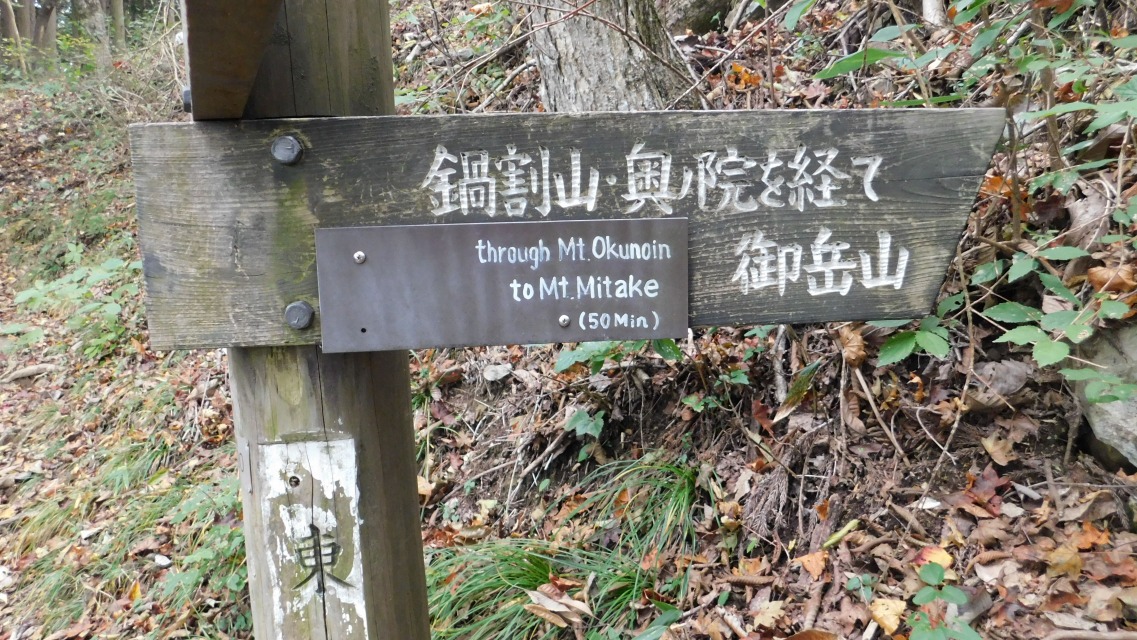 鍋割山·奥ノ院を経て
御岳山
through Mt. Okunoin
to Mt. Mitake
(50Min)
東